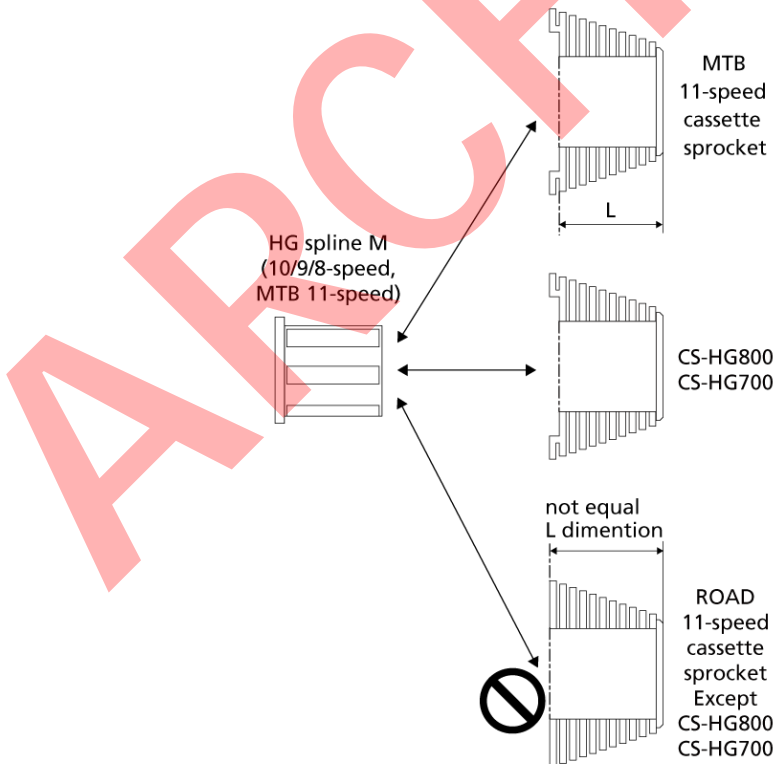 MTB
11-speed
cassette
sprocket
L
HG spline M
(10/9/8-speed,
MTB 11-speed)
CS-HG800
CS-HG700
not equal
L dimention
ROAD
11-speed
cassette
sprocket
Except
CS-HG800
CS-HG700
ARCH